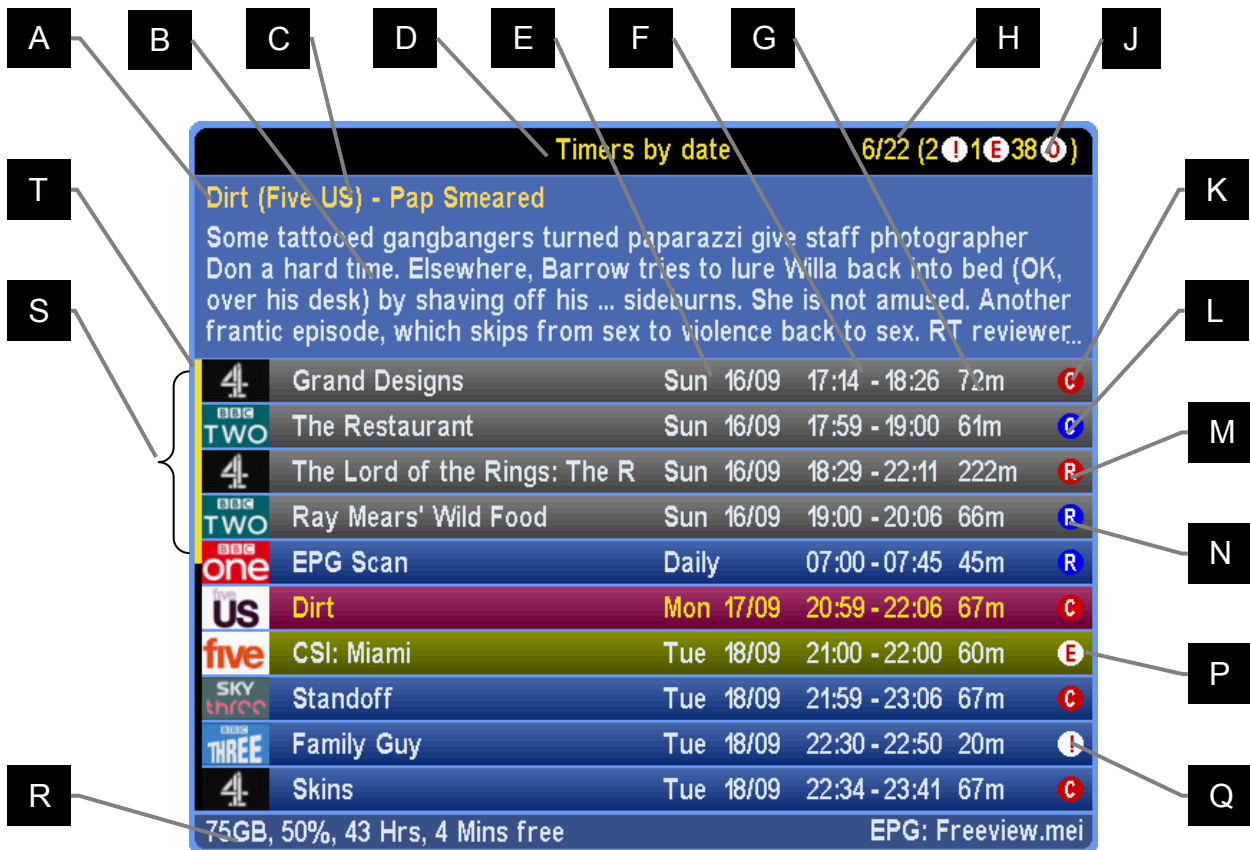 A B C D E F G H J
Timers by date 6/22 (2 ! 1 E 38 O )
T
Dirt (Five US) - Pap Smeared
K
Some tattooed gangbangers turned paparazzi give staff photographer
Don a hard time. Elsewhere, Barrow tries to lure Willa back into bed (OK,
over his desk) by shaving off his ... sideburns. She is not amused. Another
frantic episode, which skips from sex to violence back to sex. RT reviewer...
S
L
4 Grand Designs Sun 16/09 17:14 - 18:26 72m C
BBC TWO The Restaurant Sun 16/09 17:59 - 19:00 61m C
M
4 The Lord of the Rings: The R Sun 16/09 18:29 - 22:11 222m R
BBC TWO Ray Mears' Wild Food Sun 16/09 19:00 - 20:06 66m R
N
BBC one EPG Scan Daily 07:00 - 07:45 45m R
five US Dirt Mon 17/09 20:59 - 22:06 67m C
five CSI: Miami Tue 18/09 21:00 - 22:00 60m E
P
SKY three Standoff Tue 18/09 21:59 - 23:06 67m C
BBC THREE Family Guy Tue 18/09 22:30 - 22:50 20m !
4 Skins Tue 18/09 22:34 - 23:41 67m C
R
Q
75GB, 50%, 43 Hrs, 4 Mins free EPG: Freeview.mei